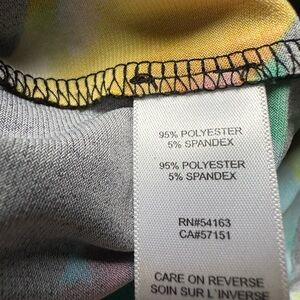 95% POLYESTER
5% SPANDEX
95% POLYESTER
5% SPANDEX
RN#54163
CA#57151
CARE ON REVERSE
SOIN SUR L'INVERSE